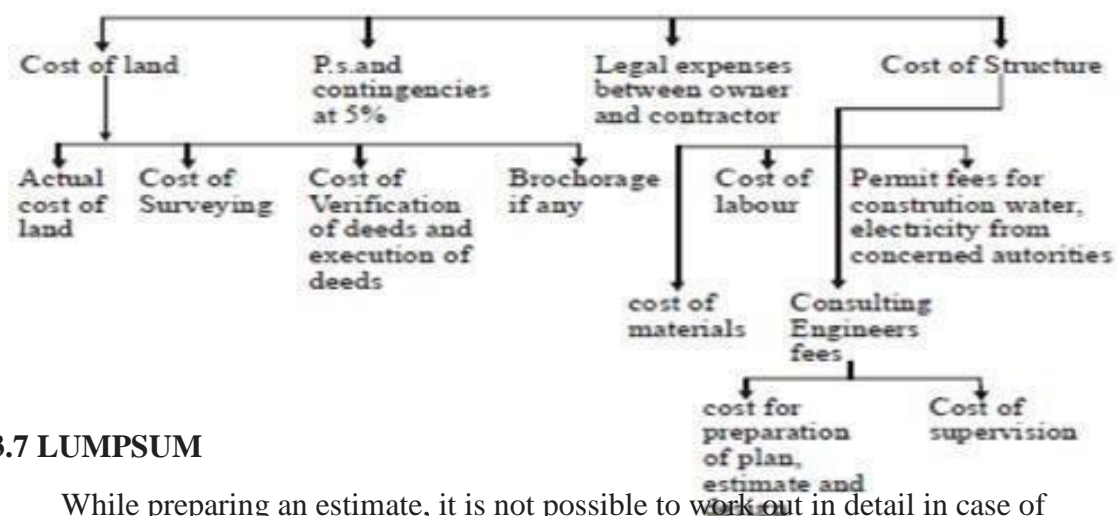 Cost of land
P.s.and
contingencies
at 5%
Legal expenses
between owner
and contractor
Cost of Structure
Actual
cost of
land
Cost of
Surveying
Cost of
Verification
of deeds and
execution of
deeds
Brochorage
if any
Cost of
labour
Permit fees for
constrution water,
electricity from
concerned autorities
cost of
materials
Consulting
Engineers
fees
cost for
preparation
of plan,
estimate and
Cost of
supervision
3.7 LUMPSUM
While preparing an estimate, it is not possible to work out in detail in case of